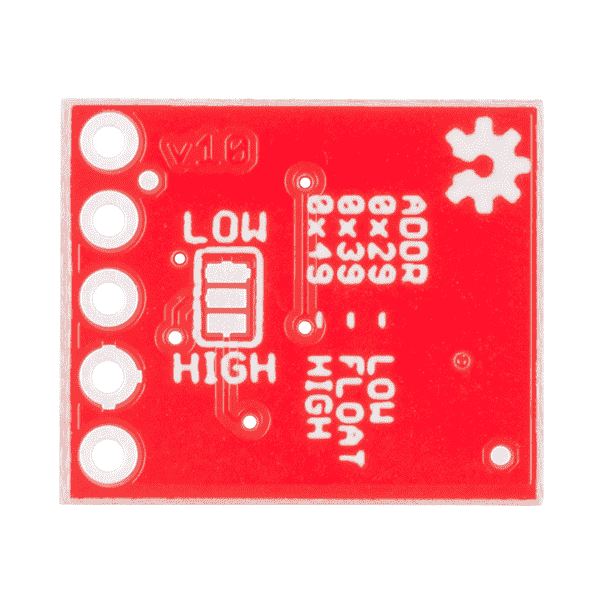 v10
LOW
HIGH
ADDR
0x29 - LOW
0x39 - FLOAT
0x49 - HIGH